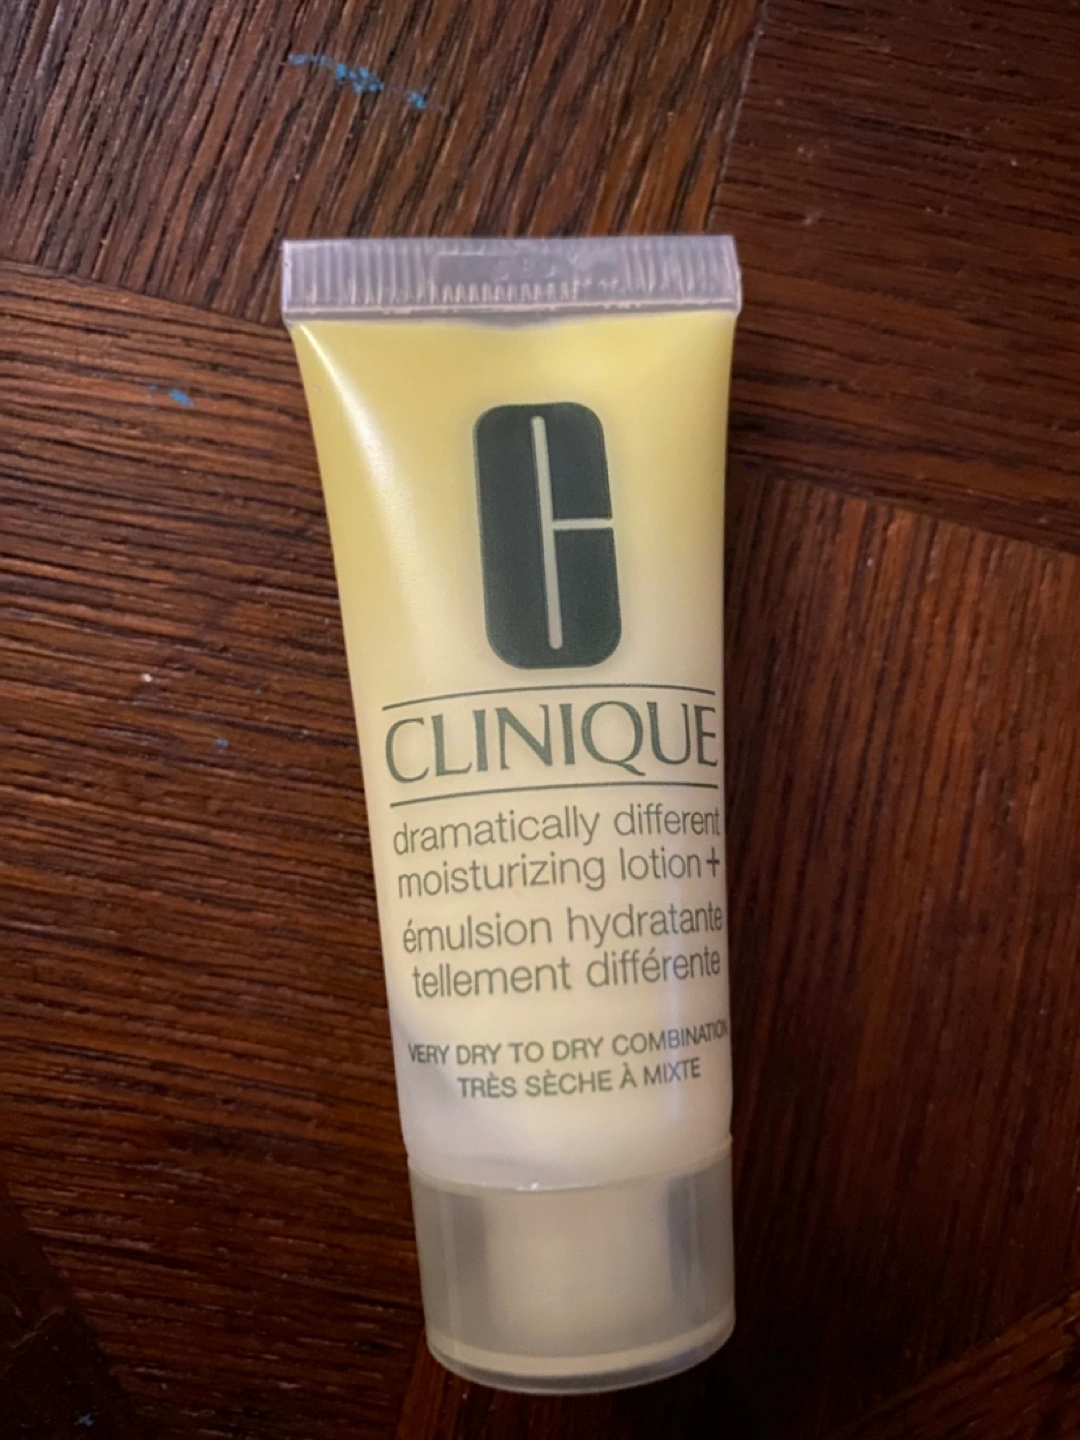 CLINIQUE
dramatically different
moisturizing lotion+
émulsion hydratante
tellement différente
VERY DRY TO DRY COMBINATION
TRÈS SÈCHE À MIXTE